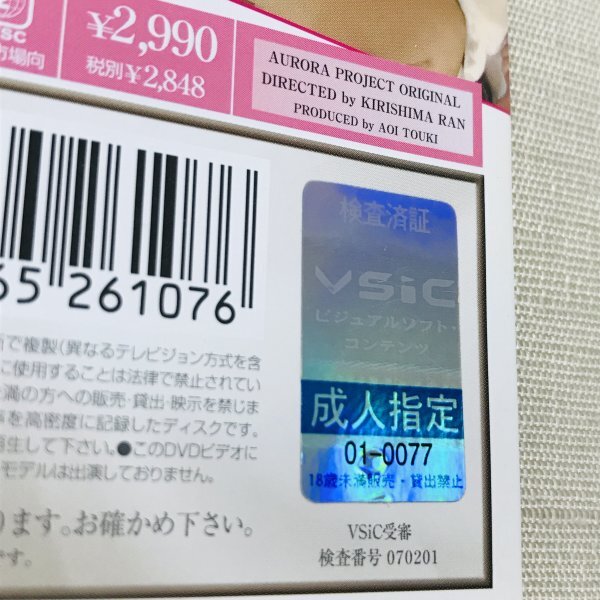 SC
市場向
¥2,990
税別¥2,848
AURORA PROJECT ORIGINAL
DIRECTED by KIRISHIMA RAN
PRODUCED by AOI TOUKI
65 261076
で複製(異なるテレビジョン方式を含
に使用することは法律で禁止されてい
満の方への販売・貸出・映示を禁じま
を高密度に記録したディスクです。
生して下さい。●このDVDビデオに
モデルは出演しておりません。
ります。お確かめ下さい。
です。
検査済証
VSiC
ビジュアルソフト・
コンテンツ
成人指定
01-0077
18歳未満販売・貸出禁止
VSiC受審
検査番号 070201